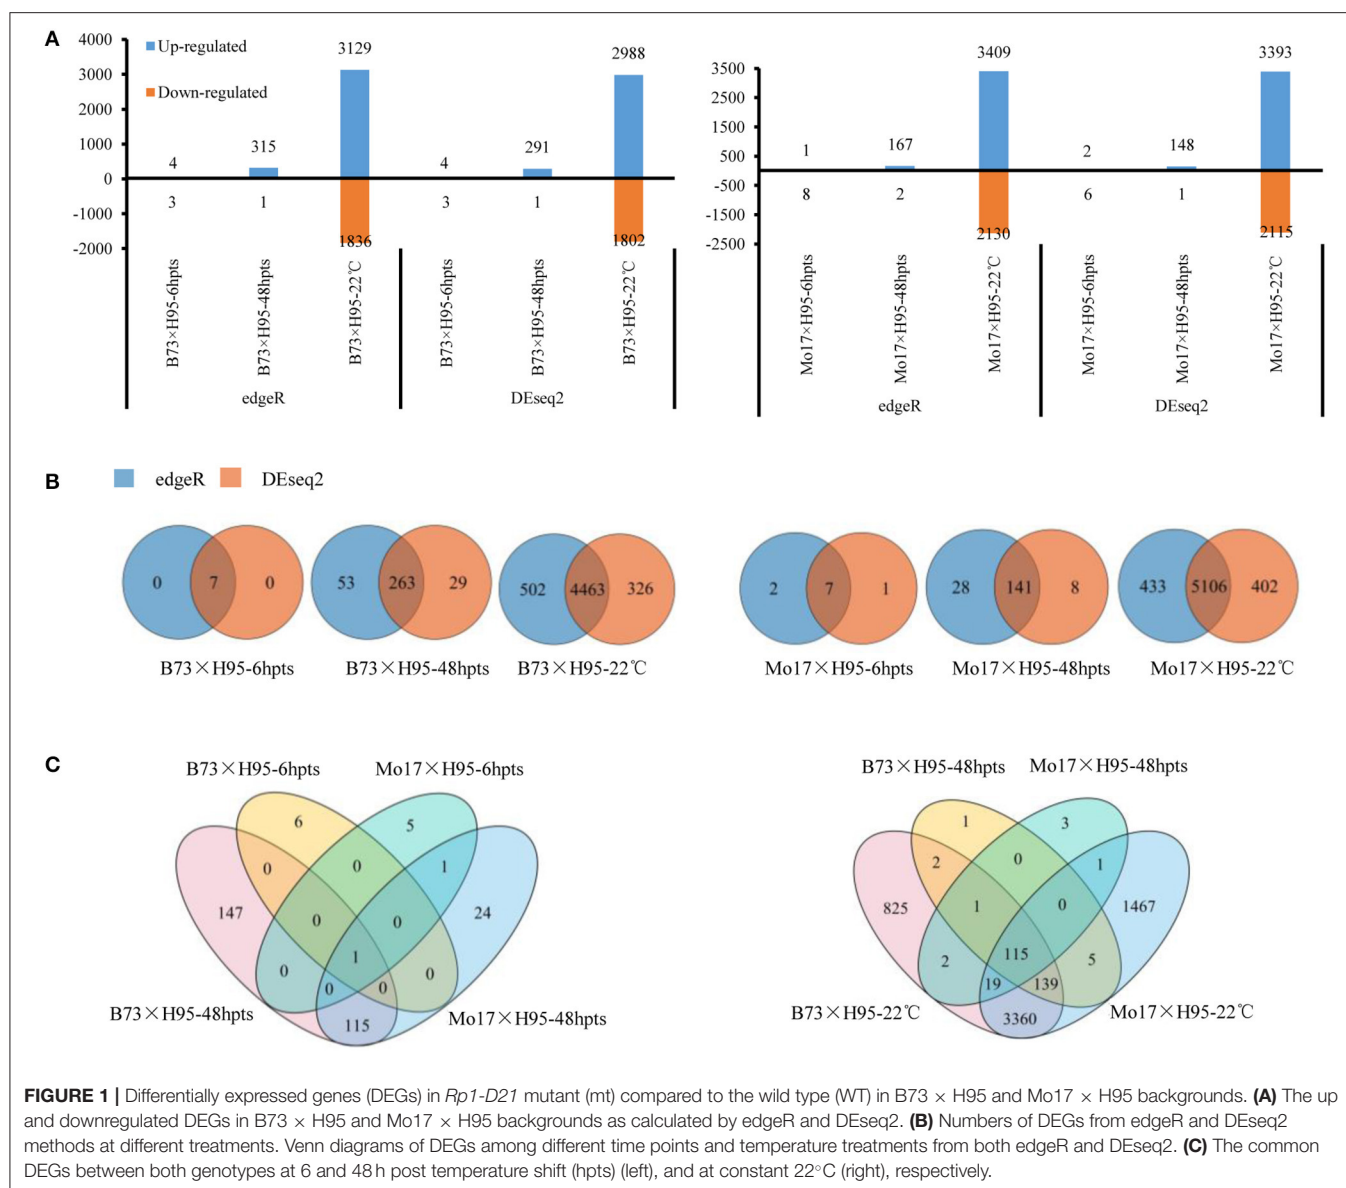 A
4000
3000
2000
1000
0
-1000
-2000
Up-regulated
Down-regulated
3129
2988
4
315
4
291
3
1
1836
3
1
1802
B73×H95-6hpts
B73×H95-48hpts
B73×H95-22℃
B73×H95-6hpts
B73×H95-48hpts
B73×H95-22℃
edgeR
DEseq2
3500
2500
1500
500
-500
-1500
-2500
3409
3393
1
167
2
148
8
2
2130
6
1
2115
Mo17×H95-6hpts
Mo17×H95-48hpts
Mo17×H95-22℃
Mo17×H95-6hpts
Mo17×H95-48hpts
Mo17×H95-22℃
edgeR
DEseq2
B
edgeR
DEseq2
0 7 0
53 263 29
502 4463 326
2 7 1
28 141 8
433 5106 402
B73×H95-6hpts
B73×H95-48hpts
B73×H95-22℃
Mo17×H95-6hpts
Mo17×H95-48hpts
Mo17×H95-22℃
C
B73×H95-6hpts
Mo17×H95-6hpts
6
5
0
0
1
147
0
0
24
0
1
0
0
0
115
B73×H95-48hpts
Mo17×H95-48hpts
B73×H95-48hpts
Mo17×H95-48hpts
1
3
2
0
1
825
1
0
1467
2
115
5
19
139
3360
B73×H95-22℃
Mo17×H95-22℃
FIGURE 1 | Differentially expressed genes (DEGs) in Rp1-D21 mutant (mt) compared to the wild type (WT) in B73 × H95 and Mo17 × H95 backgrounds. (A) The up
and downregulated DEGs in B73 × H95 and Mo17 × H95 backgrounds as calculated by edgeR and DEseq2. (B) Numbers of DEGs from edgeR and DEseq2
methods at different treatments. Venn diagrams of DEGs among different time points and temperature treatments from both edgeR and DEseq2. (C) The common
DEGs between both genotypes at 6 and 48 h post temperature shift (hpts) (left), and at constant 22°C (right), respectively.